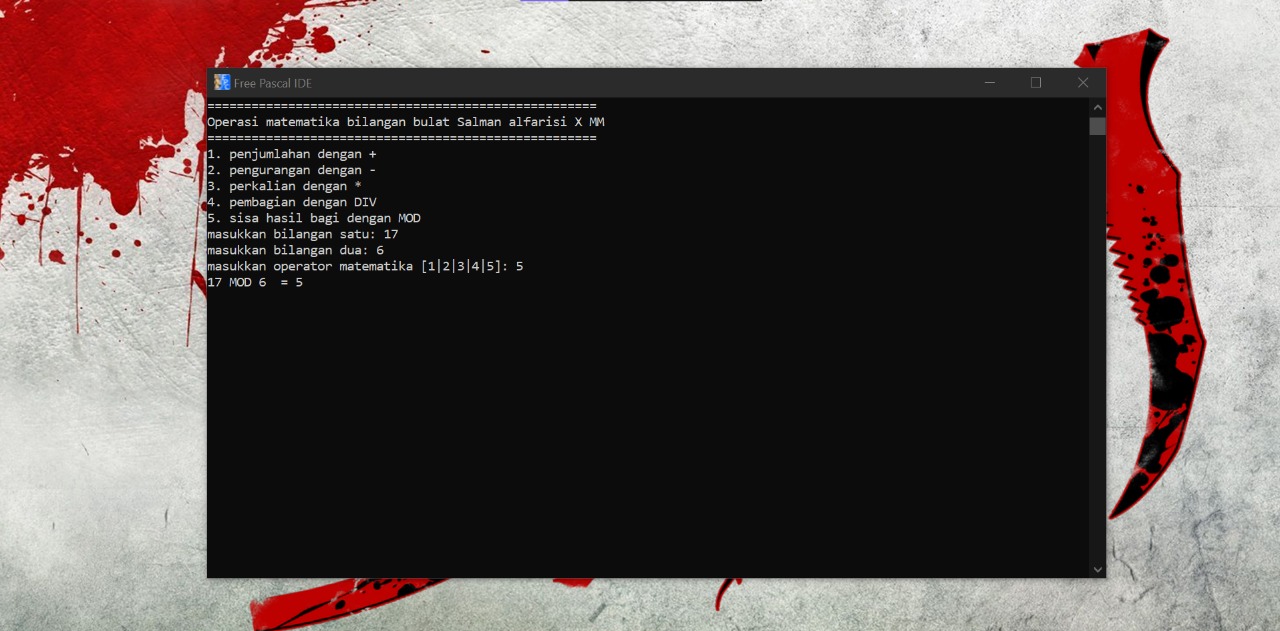 Free Pascal IDE
=====================================================
Operasi matematika bilangan bulat Salman alfarisi X MM
=====================================================
1. penjumlahan dengan +
2. pengurangan dengan -
3. perkalian dengan *
4. pembagian dengan DIV
5. sisa hasil bagi dengan MOD
masukkan bilangan satu: 17
masukkan bilangan dua: 6
masukkan operator matematika [1|2|3|4|5]: 5
17 MOD 6  = 5